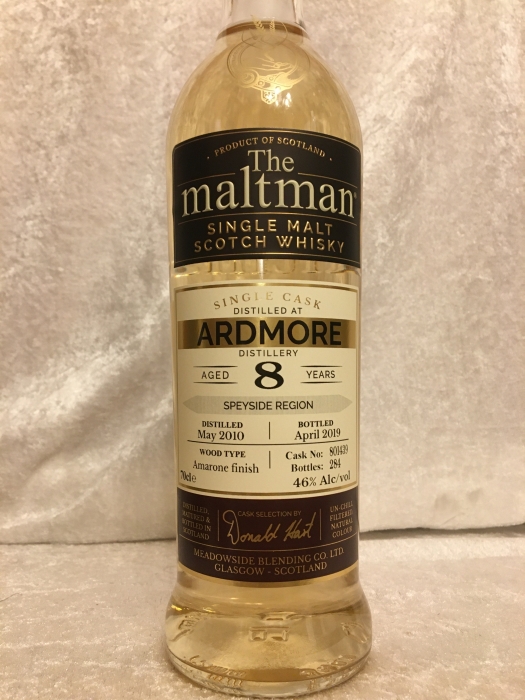 · PRODUCT OF SCOTLAND ·
The
maltman
SINGLE MALT
SCOTCH WHISKY
SINGLE CASK
DISTILLED AT
ARDMORE
DISTILLERY
AGED 8 YEARS
SPEYSIDE REGION
DISTILLED
May 2010
BOTTLED
April 2019
WOOD TYPE
Amarone finish
Cask No: 801439
Bottles: 284
70cl e
46% Alc/vol
DISTILLED,
MATURED &
BOTTLED IN
SCOTLAND
CASK SELECTION BY
Donald Hart
UN-CHILL
FILTERED
NATURAL
COLOUR
MEADOWSIDE BLENDING CO. LTD.
GLASGOW - SCOTLAND